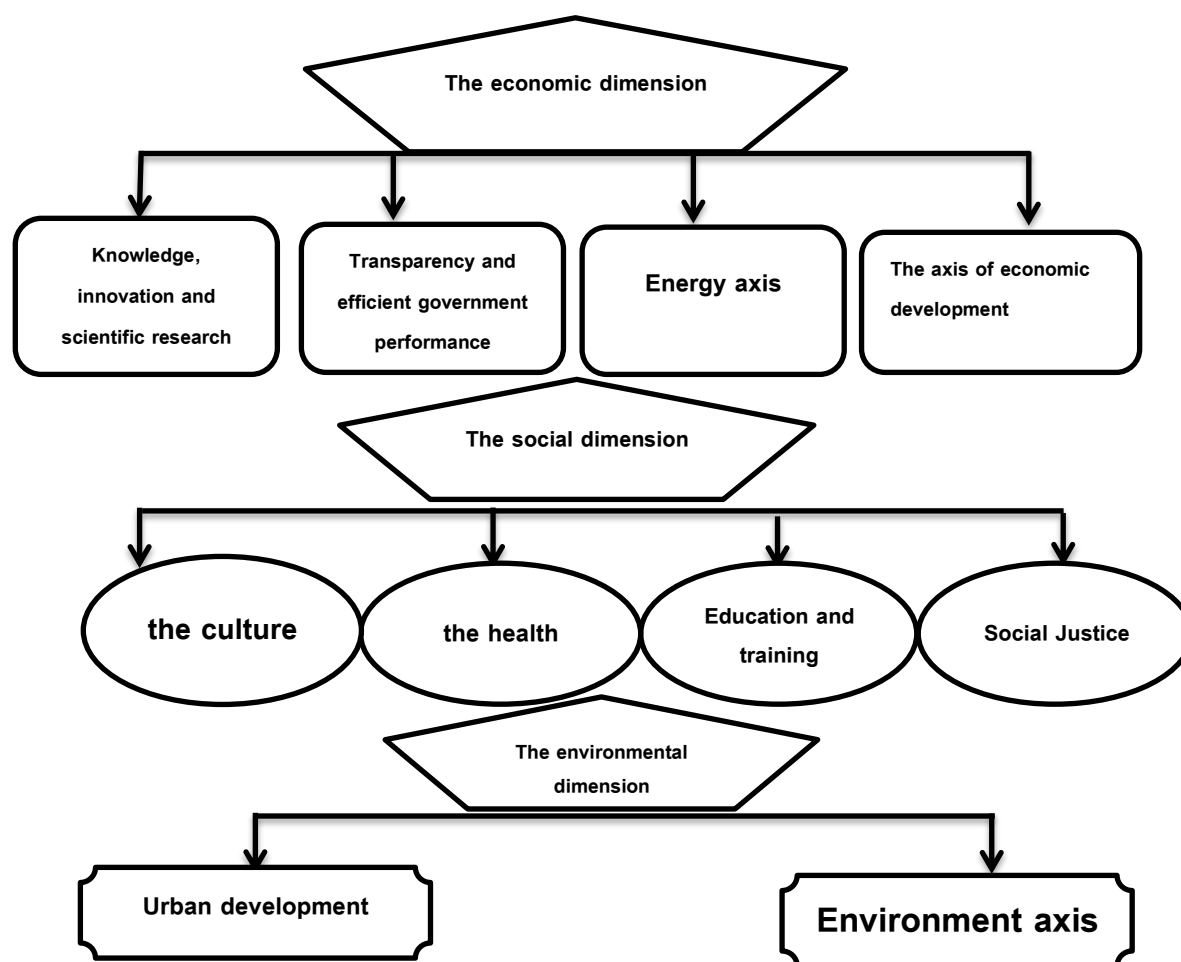 The economic dimension
Knowledge,
innovation and
scientific research
Transparency and
efficient government
performance
Energy axis
The axis of economic
development
The social dimension
the culture
the health
Education and
training
Social Justice
The environmental
dimension
Urban development
Environment axis